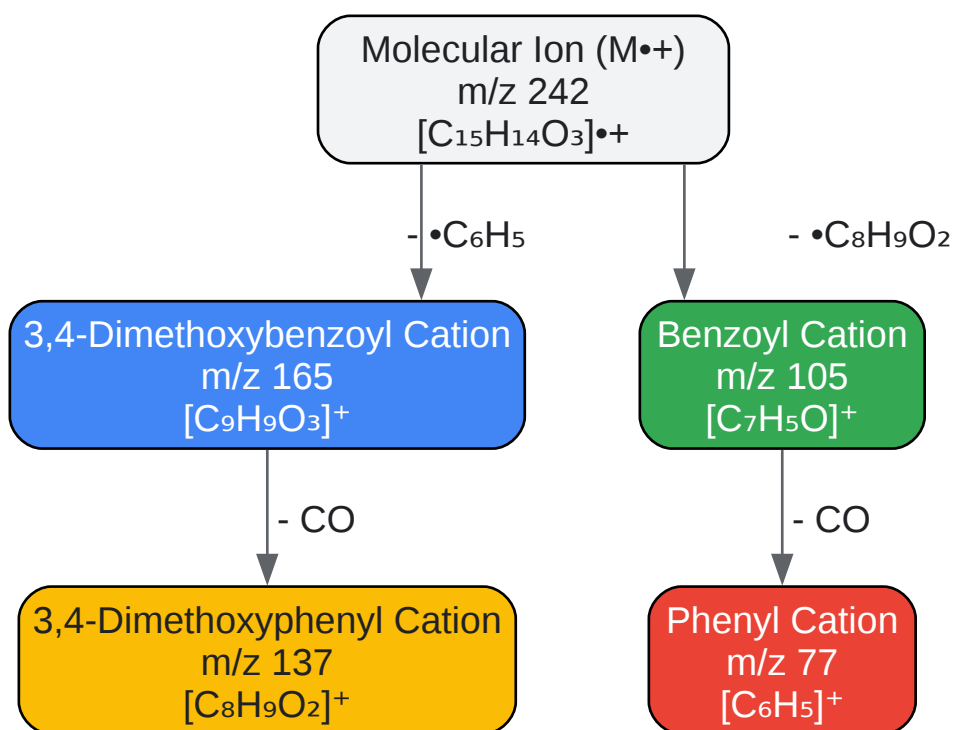 Molecular Ion (M•+)
m/z 242
[C₁₅H₁₄O₃]•+
- •C₆H₅
- •C₈H₉O₂
3,4-Dimethoxybenzoyl Cation
m/z 165
[C₉H₉O₃]⁺
Benzoyl Cation
m/z 105
[C₇H₅O]⁺
- CO
- CO
3,4-Dimethoxyphenyl Cation
m/z 137
[C₈H₉O₂]⁺
Phenyl Cation
m/z 77
[C₆H₅]⁺